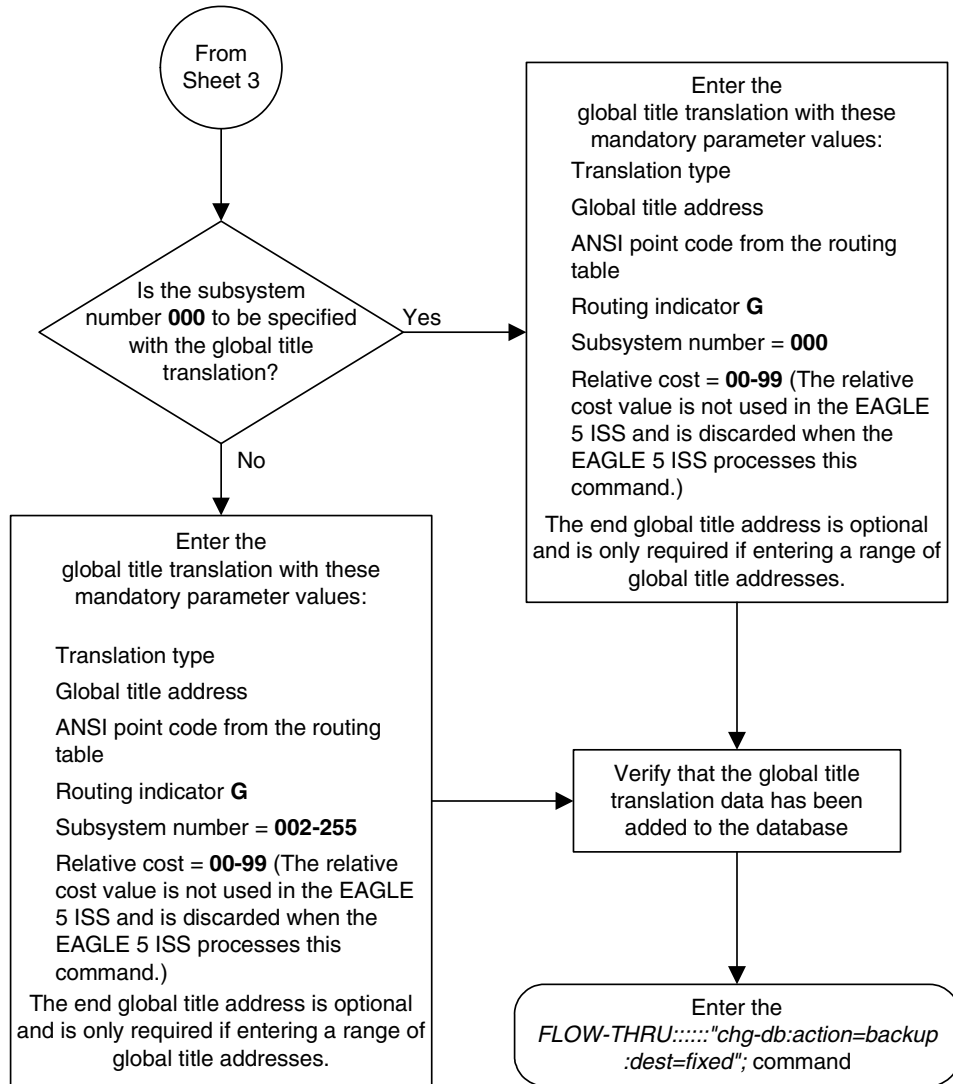 From
Sheet 3
Is the subsystem
number 000 to be specified
with the global title
translation?
Yes
No
Enter the
global title translation with these
mandatory parameter values:
Translation type
Global title address
ANSI point code from the routing
table
Routing indicator G
Subsystem number = 000
Relative cost = 00-99 (The relative
cost value is not used in the EAGLE
5 ISS and is discarded when the
EAGLE 5 ISS processes this
command.)
The end global title address is optional
and is only required if entering a range of
global title addresses.
Enter the
global title translation with these
mandatory parameter values:
Translation type
Global title address
ANSI point code from the routing
table
Routing indicator G
Subsystem number = 002-255
Relative cost = 00-99 (The relative
cost value is not used in the EAGLE
5 ISS and is discarded when the
EAGLE 5 ISS processes this
command.)
The end global title address is optional
and is only required if entering a range of
global title addresses.
Verify that the global title
translation data has been
added to the database
Enter the
FLOW-THRU::::::"chg-db:action=backup
:dest=fixed"; command